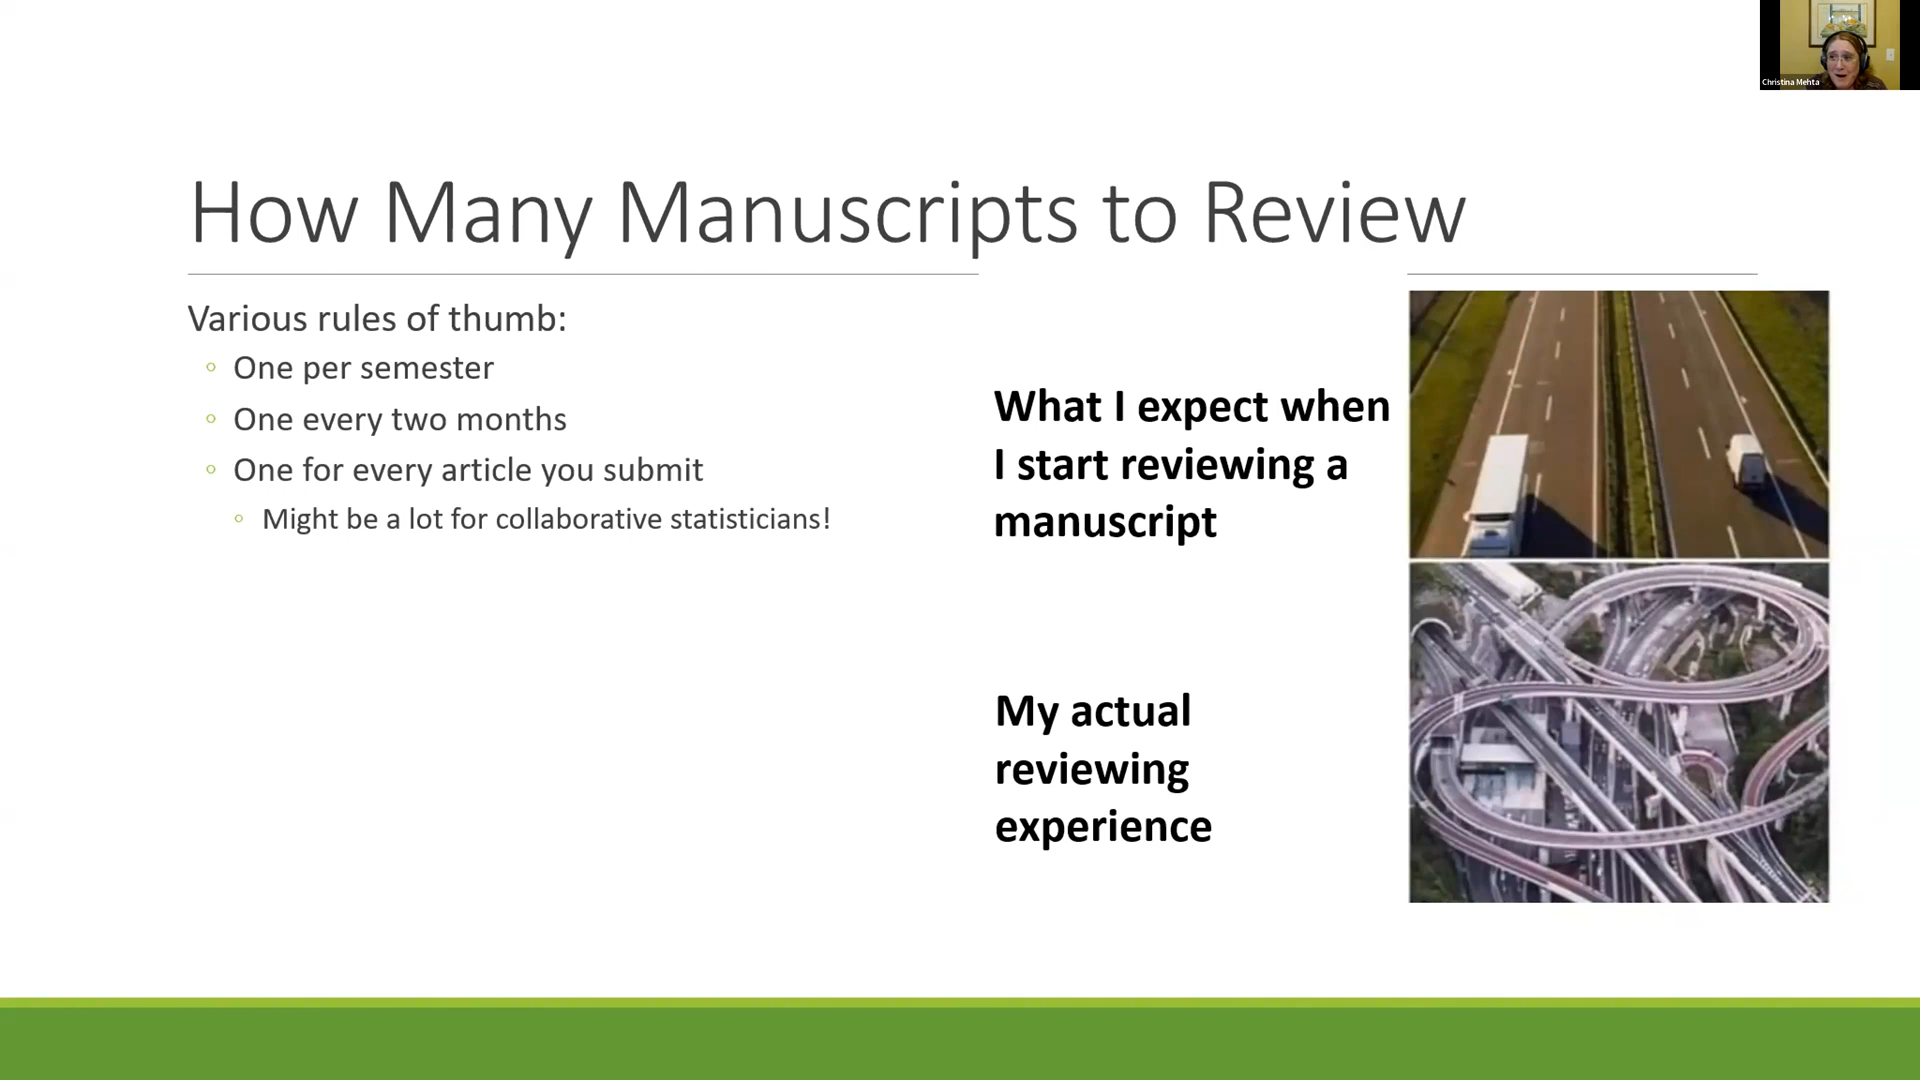 Christina Mehta
How Many Manuscripts to Review
Various rules of thumb:
◦ One per semester
◦ One every two months
◦ One for every article you submit
◦ Might be a lot for collaborative statisticians!
What I expect when
I start reviewing a
manuscript
My actual
reviewing
experience